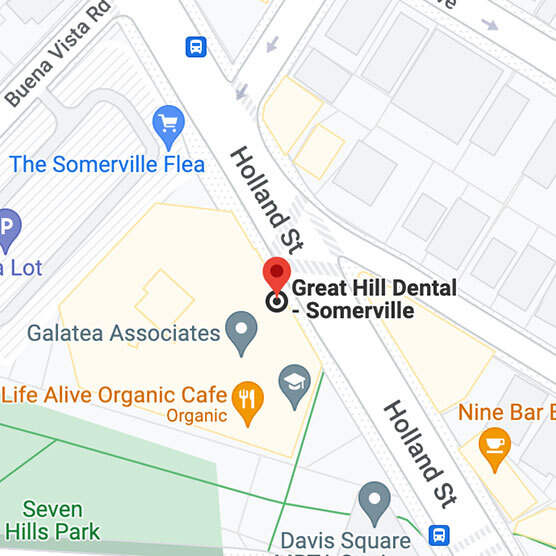 Buena Vista Rd
The Somerville Flea
Holland St
P
a Lot
Great Hill Dental
- Somerville
Galatea Associates
Life Alive Organic Cafe
Organic
Holland St
Nine Bar E
Seven
Hills Park
Davis Square